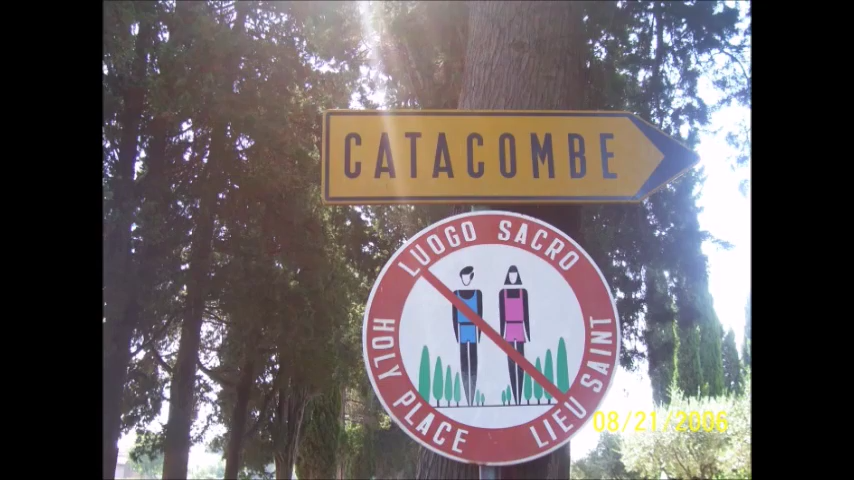 CATACOMBE
LUOGO SACRO
HOLY PLACE
LIEU SAINT
08/21/2006